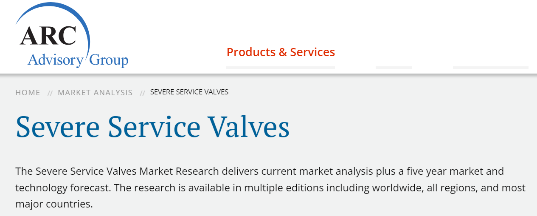 ARC
Advisory Group
Products & Services
HOME // MARKET ANALYSIS // SEVERE SERVICE VALVES
Severe Service Valves
The Severe Service Valves Market Research delivers current market analysis plus a five year market and
technology forecast. The research is available in multiple editions including worldwide, all regions, and most
major countries.